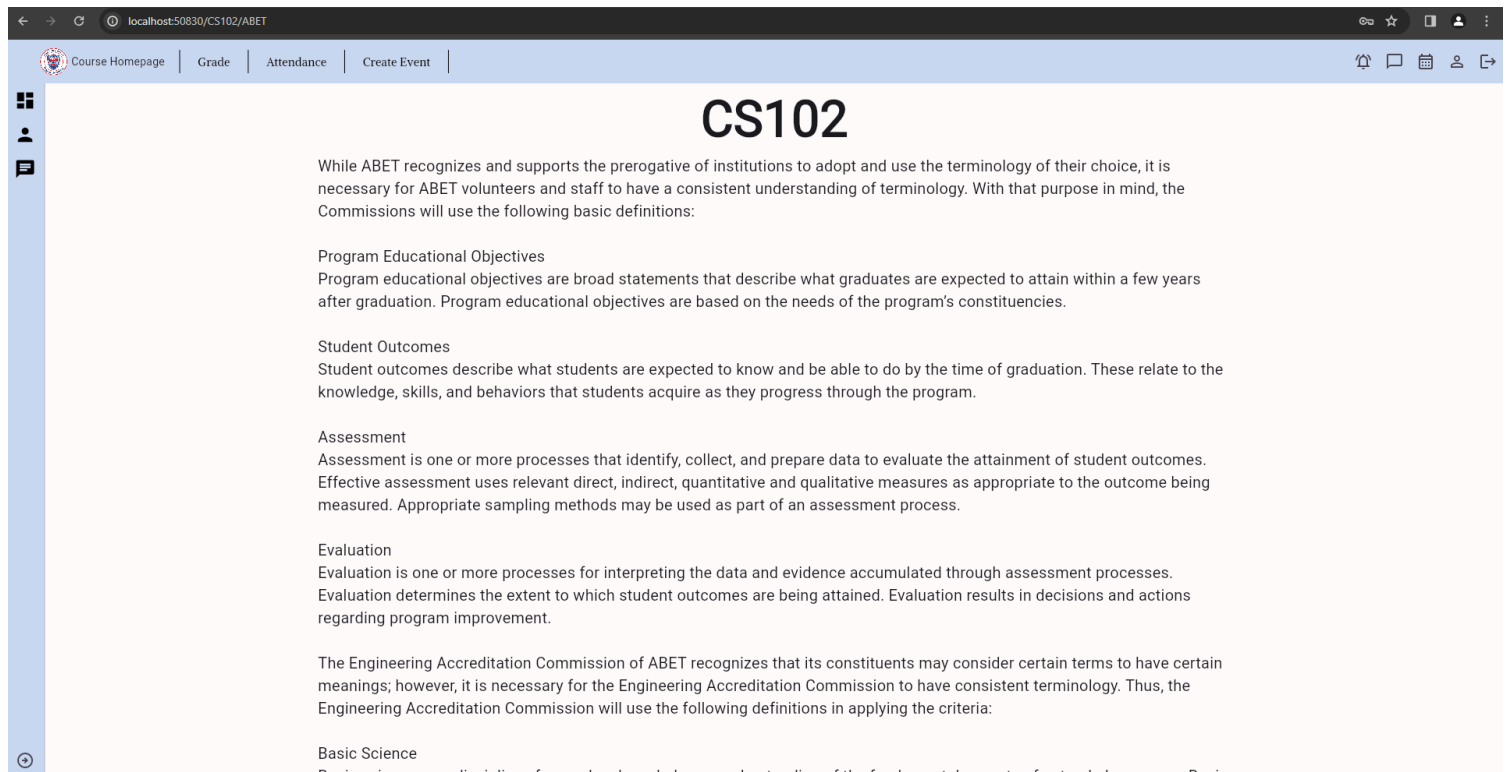 localhost:50830/CS102/ABET
Course Homepage
Grade
Attendance
Create Event
CS102
While ABET recognizes and supports the prerogative of institutions to adopt and use the terminology of their choice, it is
necessary for ABET volunteers and staff to have a consistent understanding of terminology. With that purpose in mind, the
Commissions will use the following basic definitions:
Program Educational Objectives
Program educational objectives are broad statements that describe what graduates are expected to attain within a few years
after graduation. Program educational objectives are based on the needs of the program’s constituencies.
Student Outcomes
Student outcomes describe what students are expected to know and be able to do by the time of graduation. These relate to the
knowledge, skills, and behaviors that students acquire as they progress through the program.
Assessment
Assessment is one or more processes that identify, collect, and prepare data to evaluate the attainment of student outcomes.
Effective assessment uses relevant direct, indirect, quantitative and qualitative measures as appropriate to the outcome being
measured. Appropriate sampling methods may be used as part of an assessment process.
Evaluation
Evaluation is one or more processes for interpreting the data and evidence accumulated through assessment processes.
Evaluation determines the extent to which student outcomes are being attained. Evaluation results in decisions and actions
regarding program improvement.
The Engineering Accreditation Commission of ABET recognizes that its constituents may consider certain terms to have certain
meanings; however, it is necessary for the Engineering Accreditation Commission to have consistent terminology. Thus, the
Engineering Accreditation Commission will use the following definitions in applying the criteria:
Basic Science